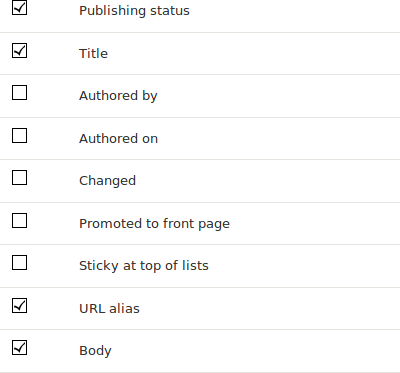 Publishing status
Title
Authored by
Authored on
Changed
Promoted to front page
Sticky at top of lists
URL alias
Body